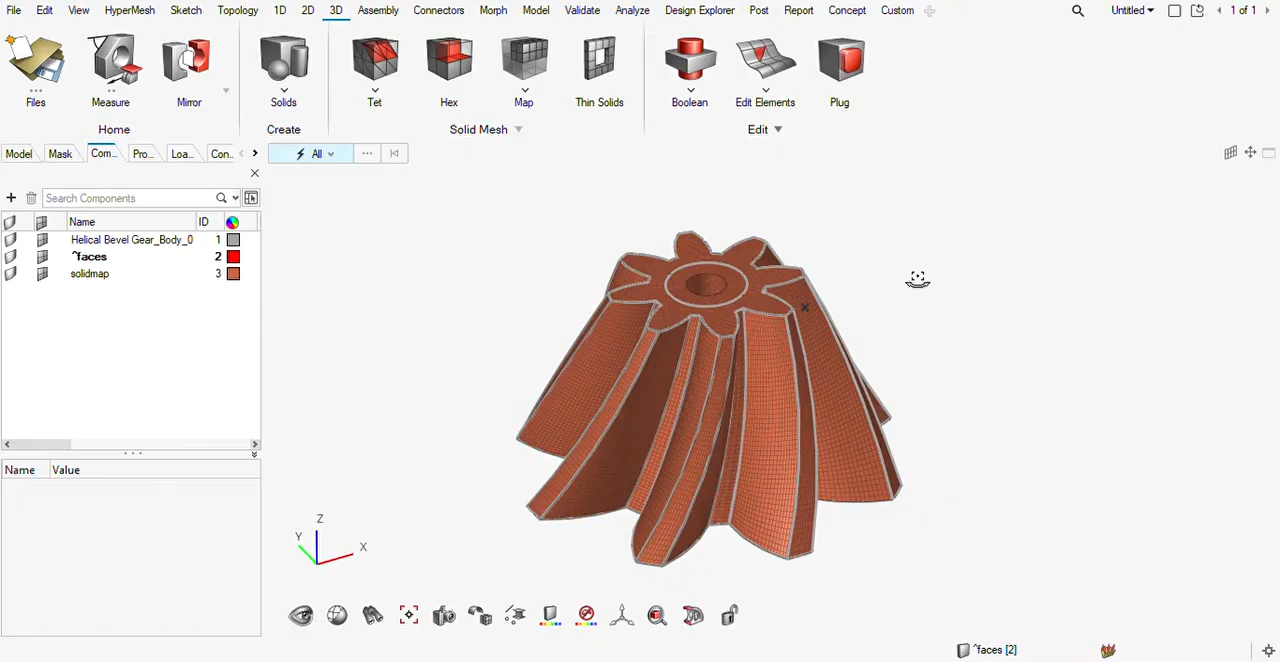 File Edit View HyperMesh Sketch Topology 1D 2D 3D Assembly Connectors Morph Model Validate Analyze Design Explorer Post Report Concept Custom Untitled 1 of 1
Files Measure Mirror Solids Tet Hex Map Thin Solids Boolean Edit Elements Plug
Home Create Solid Mesh Edit
Model Mask Com... Pro... Loa... Con. All ...
Search Components
Name ID
Helical Bevel Gear_Body_0 1
^faces 2
solidmap 3
Name Value
Z
Y
X
^faces [2]